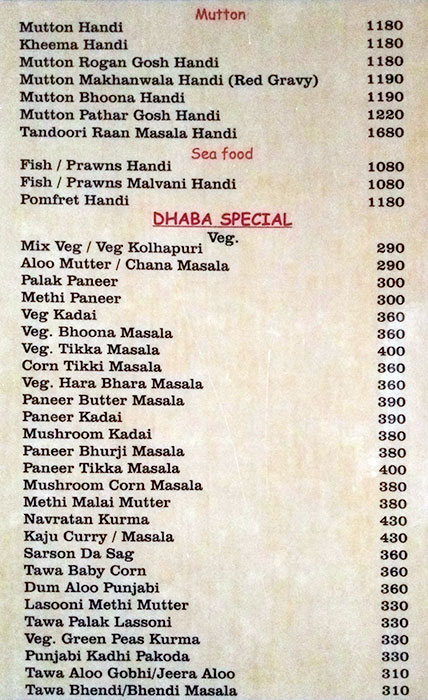 Mutton
Mutton Handi 1180
Kheema Handi 1180
Mutton Rogan Gosh Handi 1180
Mutton Makhanwala Handi (Red Gravy) 1190
Mutton Bhoona Handi 1190
Mutton Pathar Gosh Handi 1220
Tandoori Raan Masala Handi 1680
Sea food
Fish / Prawns Handi 1080
Fish / Prawns Malvani Handi 1080
Pomfret Handi 1180
DHABA SPECIAL
Veg.
Mix Veg / Veg Kolhapuri 290
Aloo Mutter / Chana Masala 290
Palak Paneer 300
Methi Paneer 300
Veg Kadai 360
Veg. Bhoona Masala 360
Veg. Tikka Masala 400
Corn Tikki Masala 360
Veg. Hara Bhara Masala 360
Paneer Butter Masala 390
Paneer Kadai 390
Mushroom Kadai 380
Paneer Bhurji Masala 380
Paneer Tikka Masala 400
Mushroom Corn Masala 380
Methi Malai Mutter 380
Navratan Kurma 430
Kaju Curry / Masala 430
Sarson Da Sag 360
Tawa Baby Corn 360
Dum Aloo Punjabi 360
Lasooni Methi Mutter 330
Tawa Palak Lassoni 330
Veg. Green Peas Kurma 330
Punjabi Kadhi Pakoda 330
Tawa Aloo Gobhi/Jeera Aloo 310
Tawa Bhendi/Bhendi Masala 310